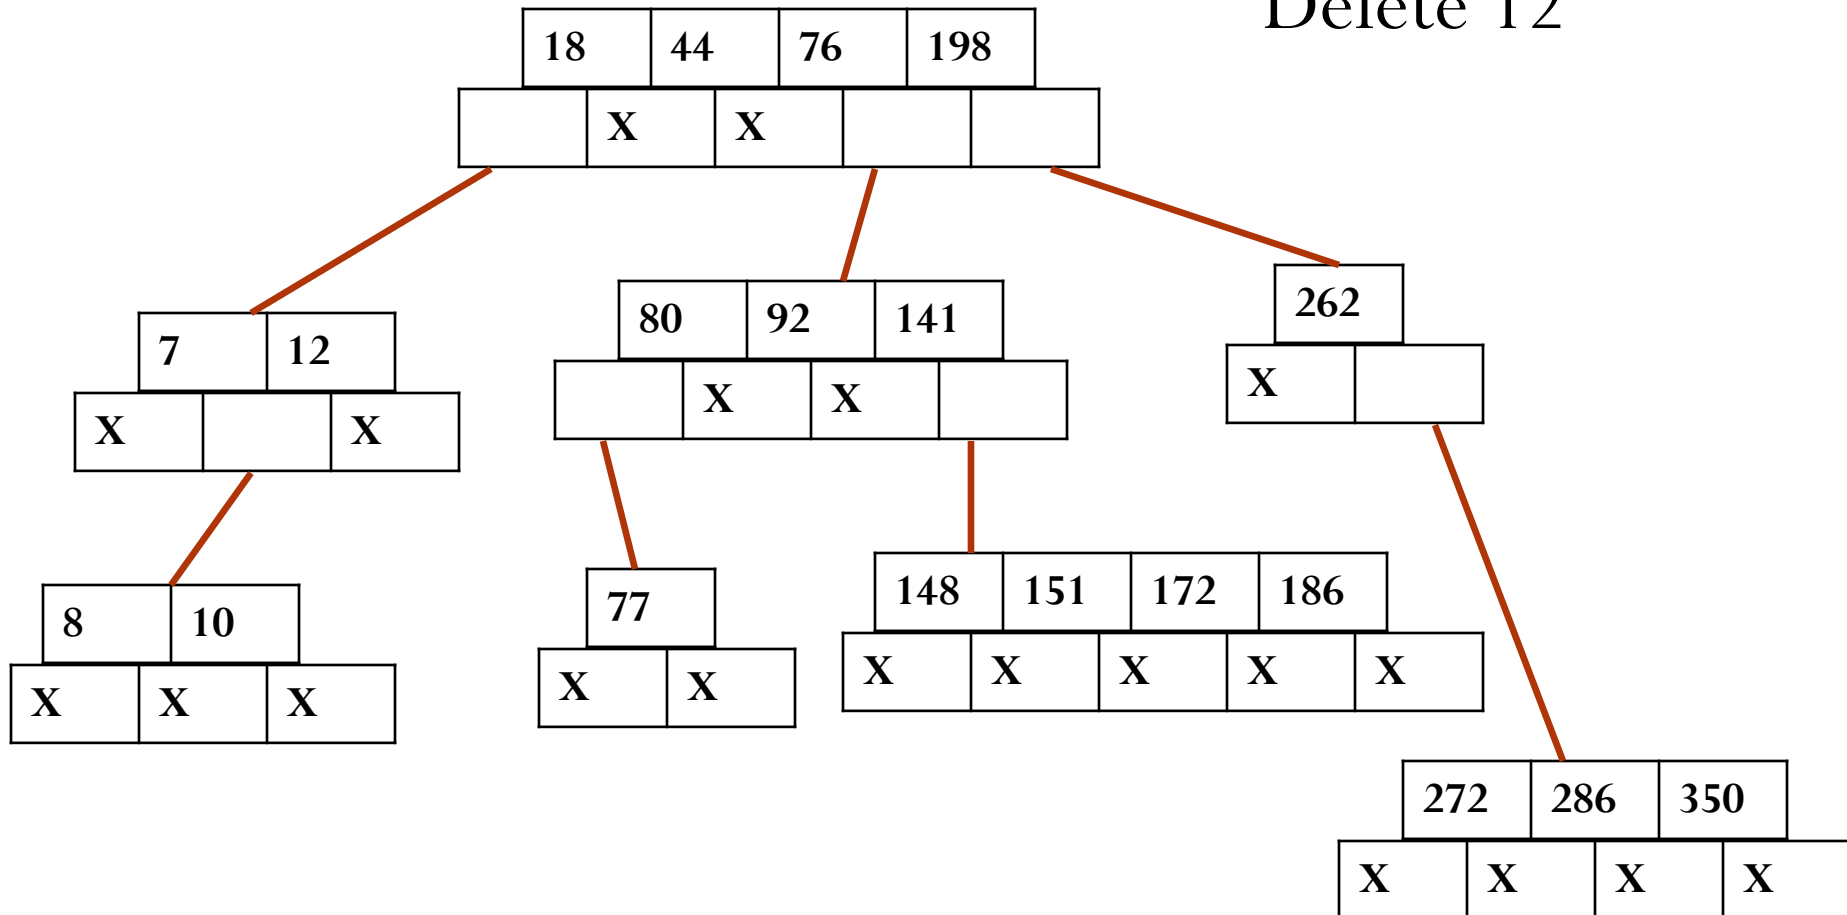 Delete 12
18 44 76 198
X X
7 12
X X
80 92 141
X X
262
X
8 10
X X X
77
X X
148 151 172 186
X X X X X
272 286 350
X X X X